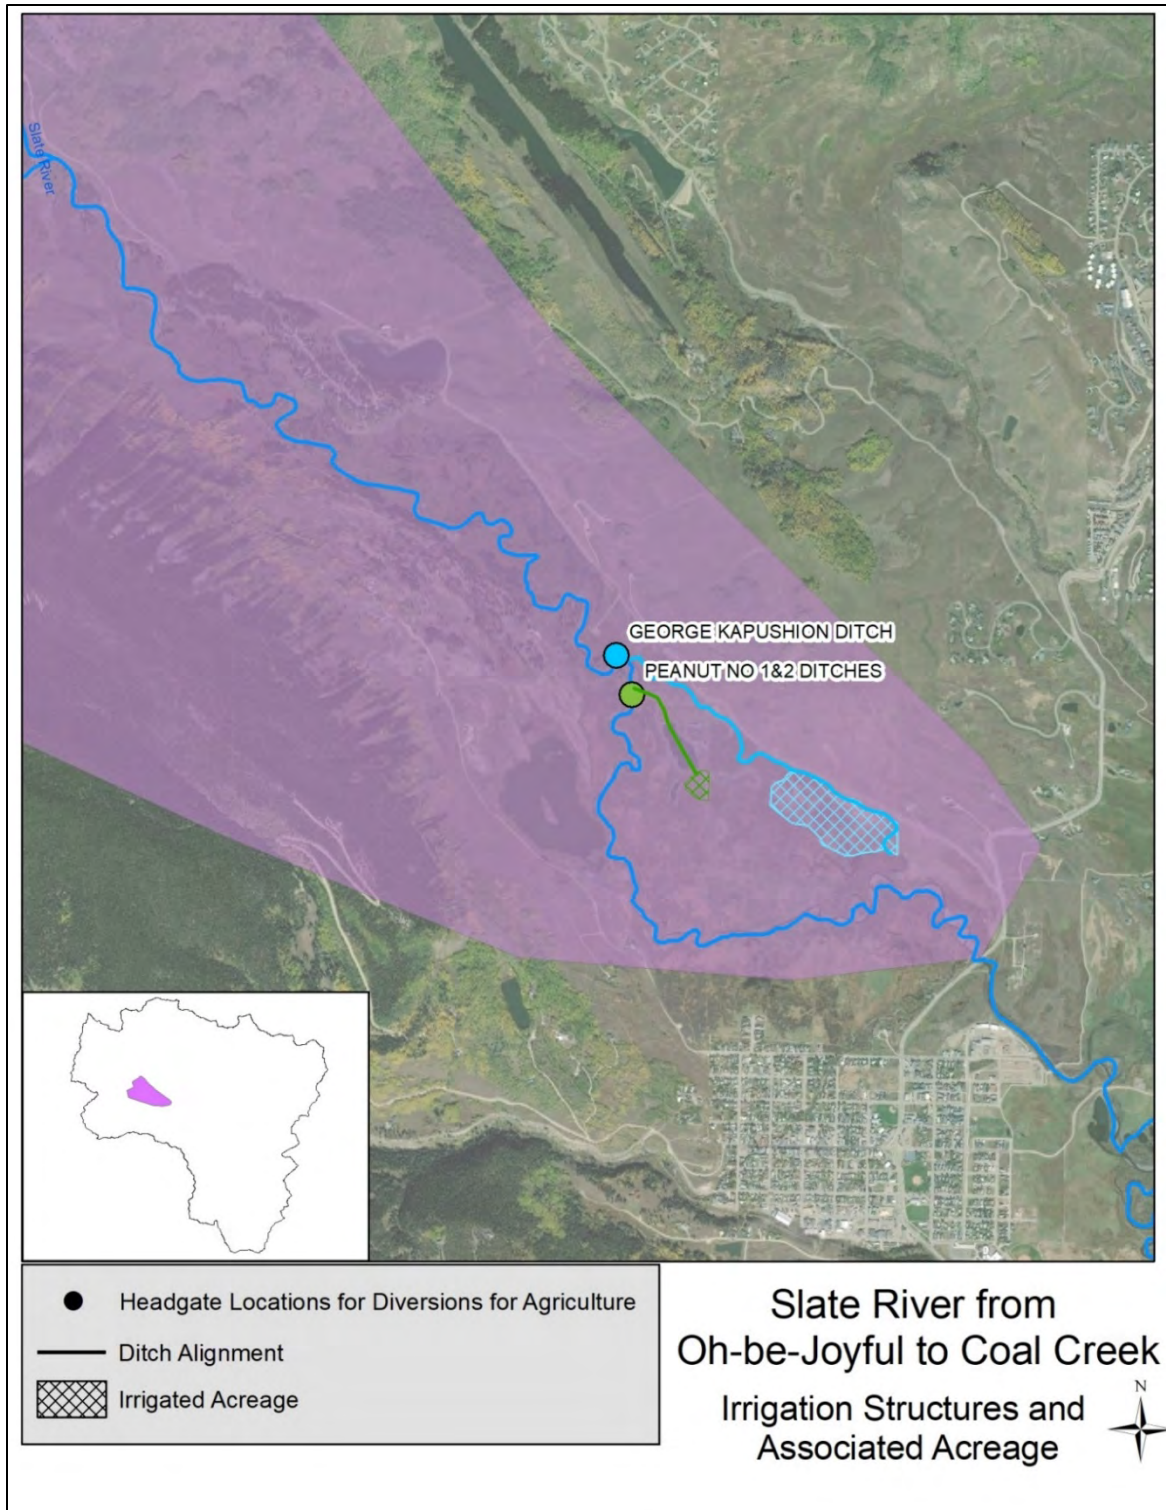 Slate River
GEORGE KAPUSHION DITCH
PEANUT NO 1&2 DITCHES
Headgate Locations for Diversions for Agriculture
Ditch Alignment
Irrigated Acreage
Slate River from
Oh-be-Joyful to Coal Creek
Irrigation Structures and
Associated Acreage
N